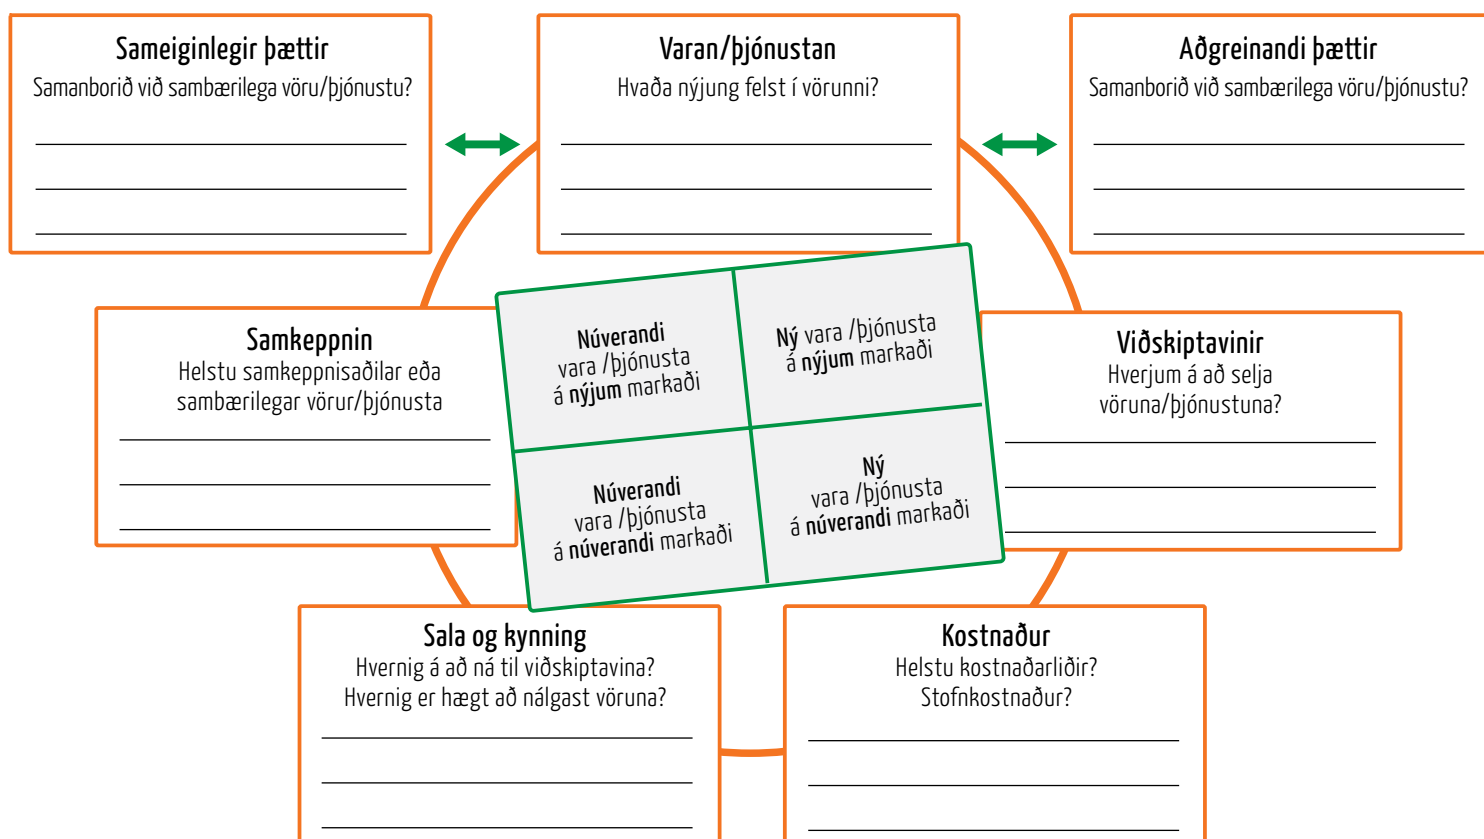 Sameiginlegir þættir
Samanborið við sambærilega vöru/þjónustu?
Varan/þjónustan
Hvaða nýjung felst í vörunni?
Aðgreinandi þættir
Samanborið við sambærilega vöru/þjónustu?
Samkeppnin
Helstu samkeppnisaðilar eða
sambærilegar vörur/þjónusta
Núverandi
vara /þjónusta
á nýjum markaði
Ný vara /þjónusta
á nýjum markaði
Núverandi
vara /þjónusta
á núverandi markaði
Ný
vara /þjónusta
á núverandi markaði
Viðskiptavinir
Hverjum á að selja
vöruna/þjónustuna?
Sala og kynning
Hvernig á að ná til viðskiptavina?
Hvernig er hægt að nálgast vöruna?
Kostnaður
Helstu kostnaðarliðir?
Stofnkostnaður?